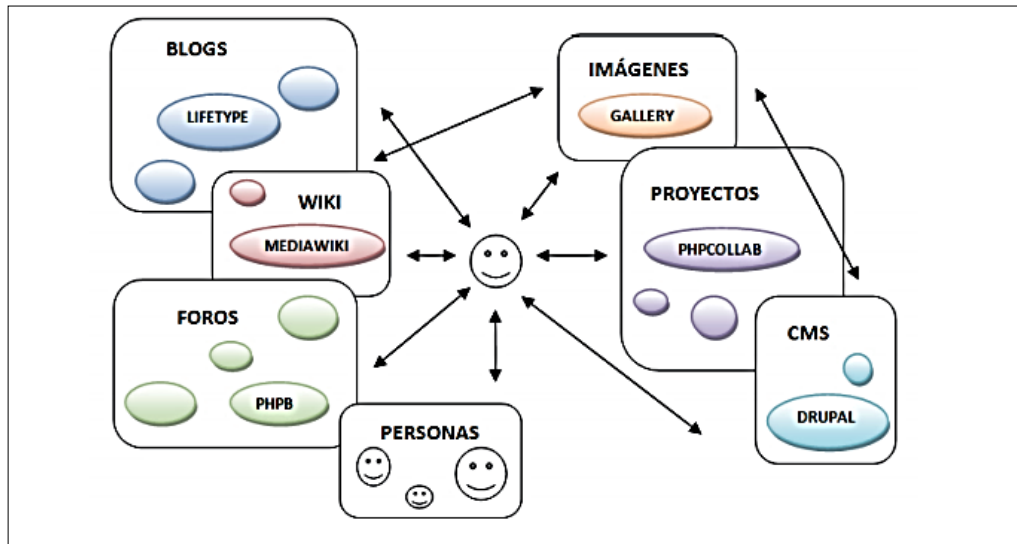 BLOGS
LIFETYPE
WIKI
MEDIAWIKI
FOROS
PHPB
PERSONAS
IMÁGENES
GALLERY
PROYECTOS
PHPCOLLAB
CMS
DRUPAL